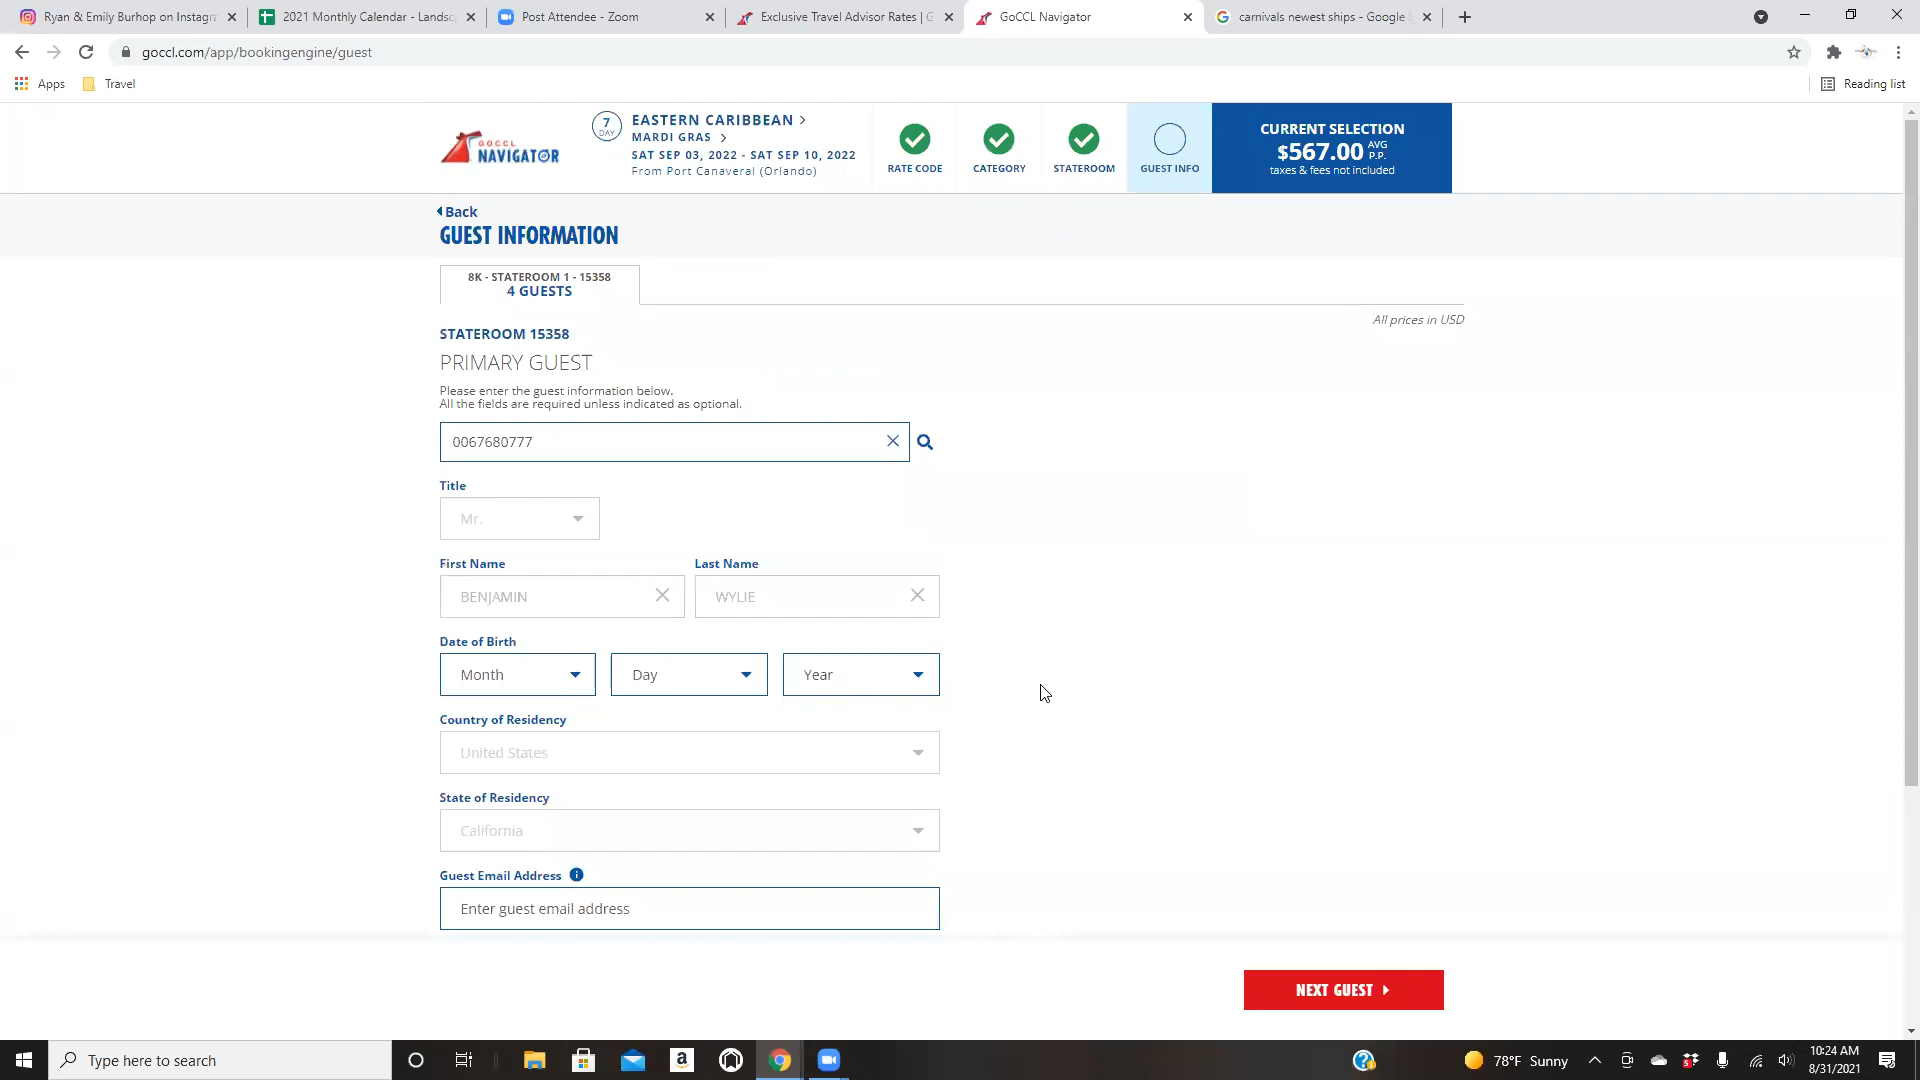 Ryan & Emily Burhop on Instagra
2021 Monthly Calendar - Landsc
Post Attendee - Zoom
Exclusive Travel Advisor Rates | G
GoCCL Navigator
carnivals newest ships - Google
goccl.com/app/bookingengine/guest
Apps
Travel
Reading list
GOCCL
NAVIGATOR
7
DAY
EASTERN CARIBBEAN >
MARDI GRAS >
SAT SEP 03, 2022 - SAT SEP 10, 2022
From Port Canaveral (Orlando)
RATE CODE
CATEGORY
STATEROOM
GUEST INFO
CURRENT SELECTION
$567.00 AVG P.P.
taxes & fees not included
Back
GUEST INFORMATION
8K - STATEROOM 1 - 15358
4 GUESTS
All prices in USD
STATEROOM 15358
PRIMARY GUEST
Please enter the guest information below.
All the fields are required unless indicated as optional.
0067680777
Title
Mr.
First Name
Last Name
BENJAMIN
WYLIE
Date of Birth
Month
Day
Year
Country of Residency
United States
State of Residency
California
Guest Email Address
Enter guest email address
NEXT GUEST
Type here to search
78°F Sunny
10:24 AM
8/31/2021